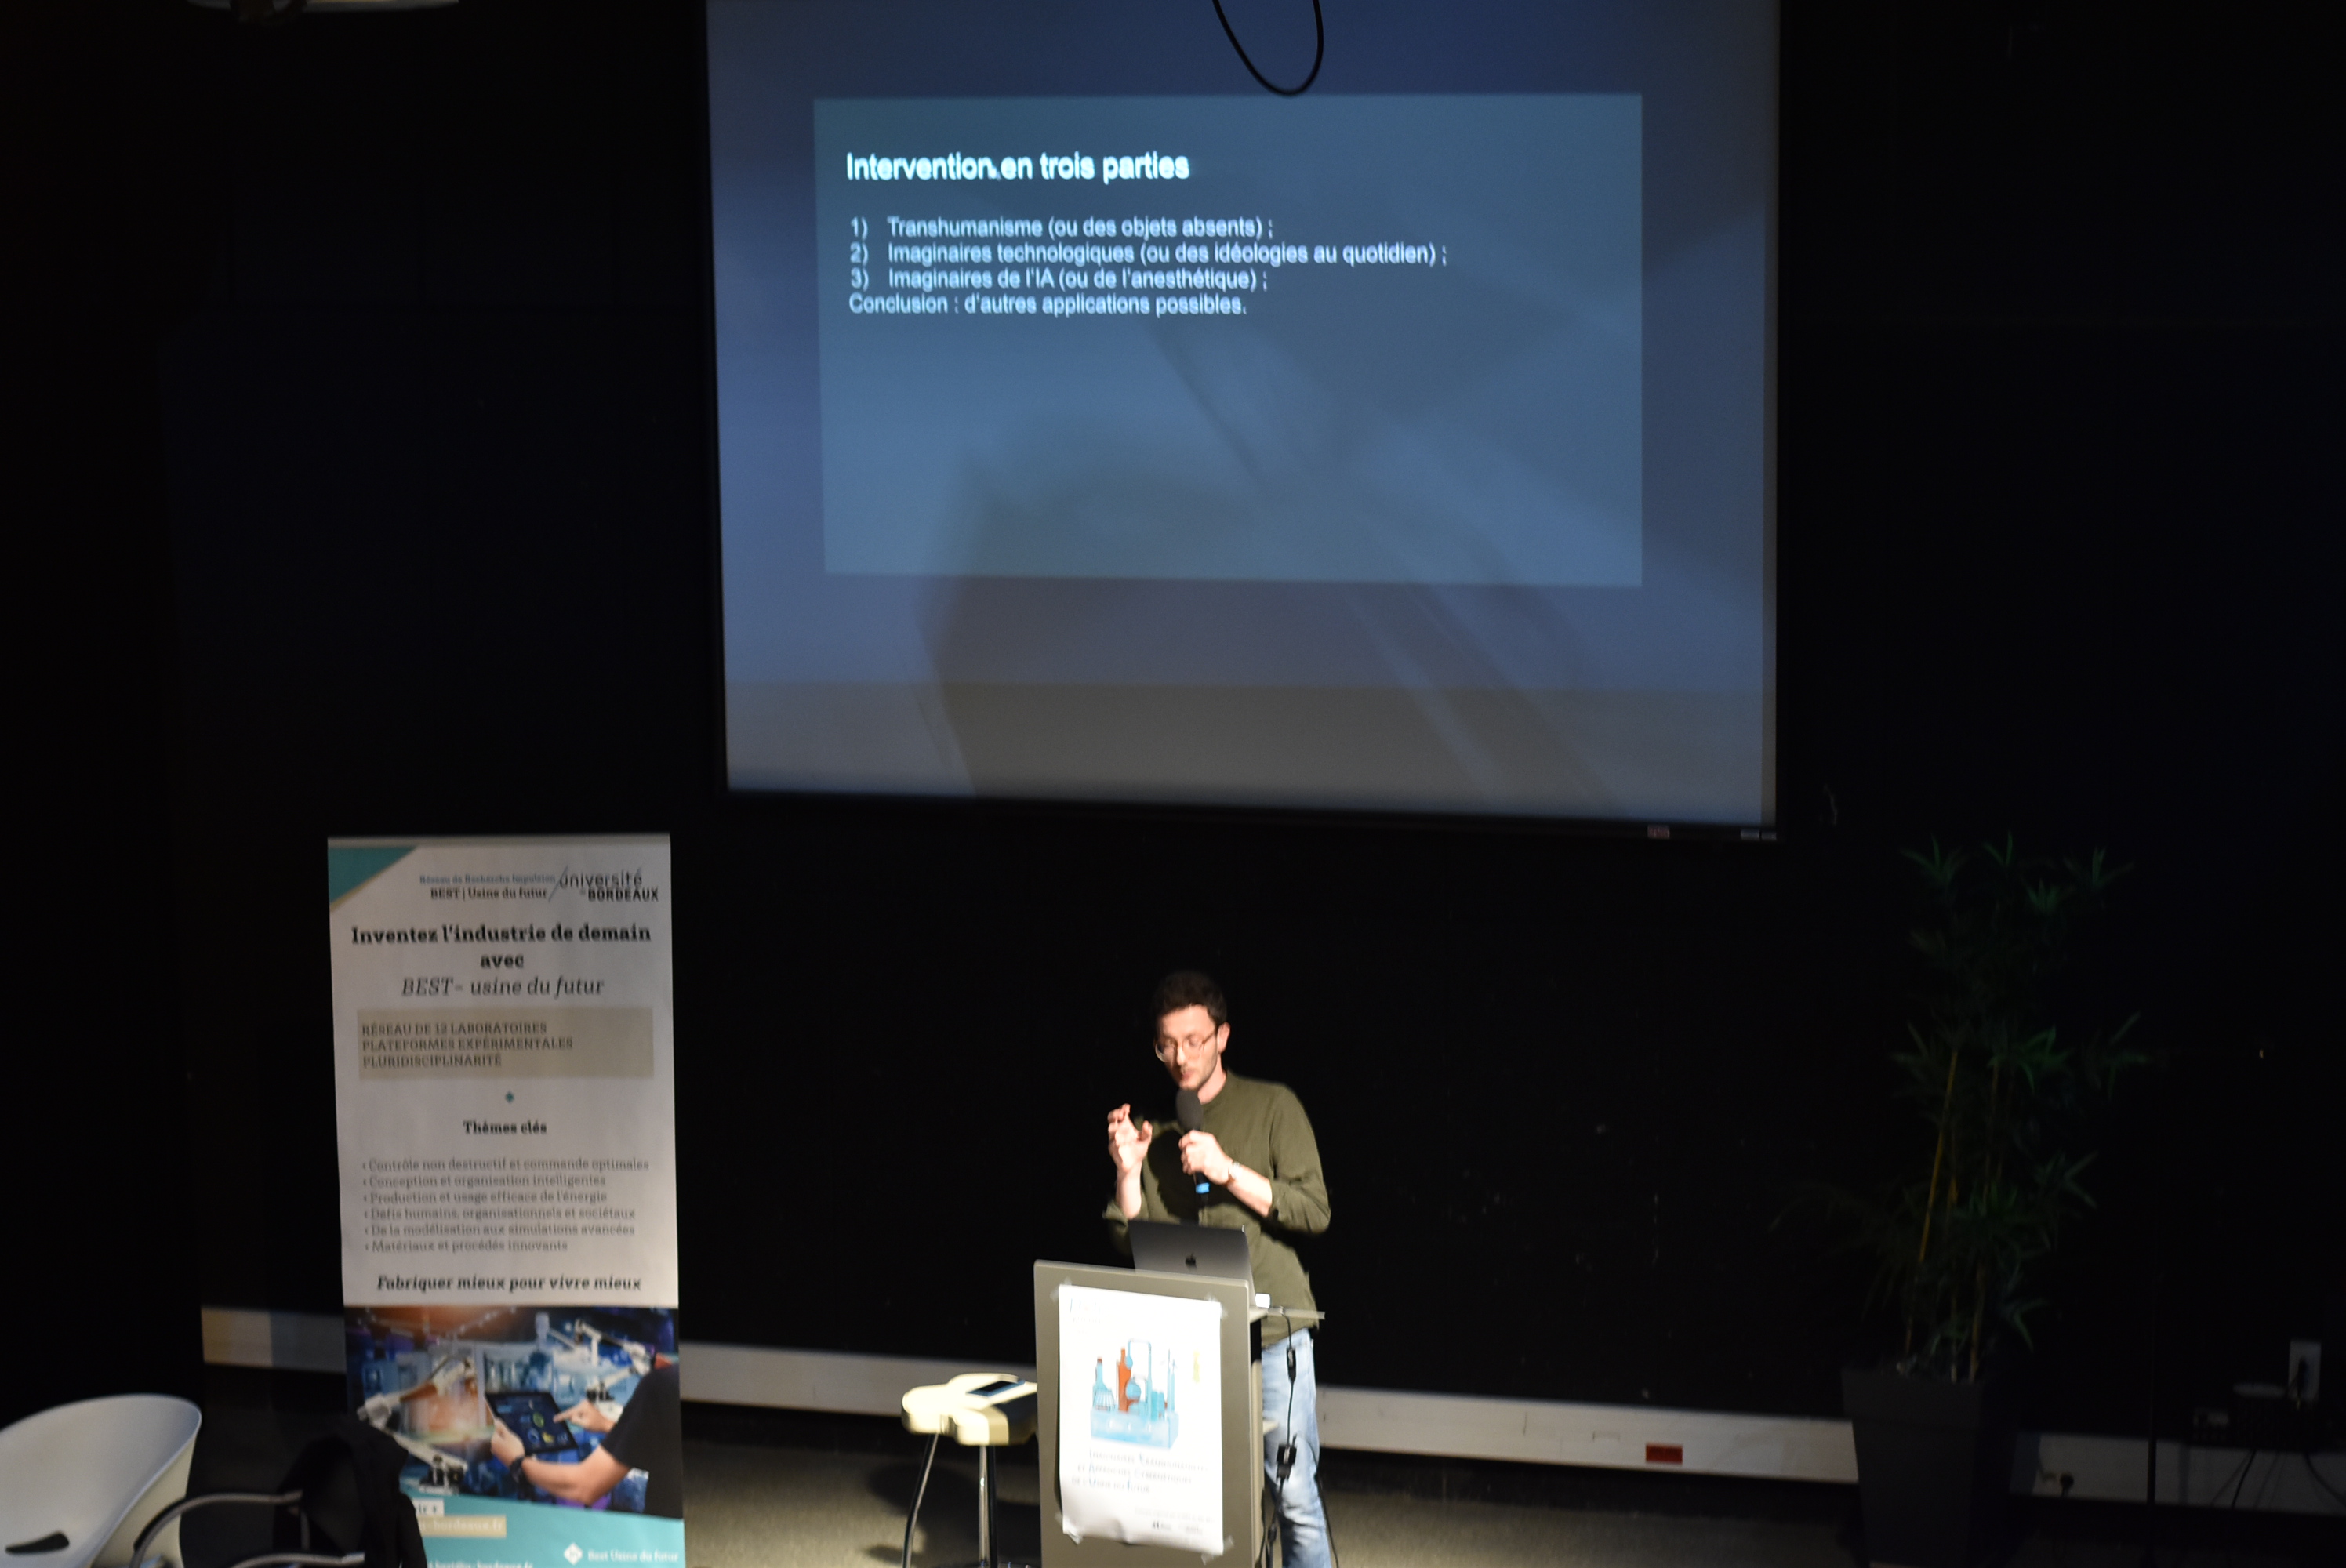 Intervention en trois parties
1) Transhumanisme (ou des objets absents) ;
2) Imaginaires technologiques (ou des idéologies au quotidien) ;
3) Imaginaires de l'IA (ou de l'anesthétique) ;
Conclusion : d'autres applications possibles.
Réseau de Recherche Impulsion
BEST | Usine du futur
université
de BORDEAUX
Inventez l'industrie de demain
avec
BEST- usine du futur
RÉSEAU DE 12 LABORATOIRES
PLATEFORMES EXPÉRIMENTALES
PLURIDISCIPLINARITÉ
Thèmes clés
• Contrôle non destructif et commande optimales
• Conception et organisation intelligentes
• Production et usage efficace de l'énergie
• Défis humains, organisationnels et sociétaux
• De la modélisation aux simulations avancées
• Matériaux et procédés innovants
Fabriquer mieux pour vivre mieux
Best Usine du futur